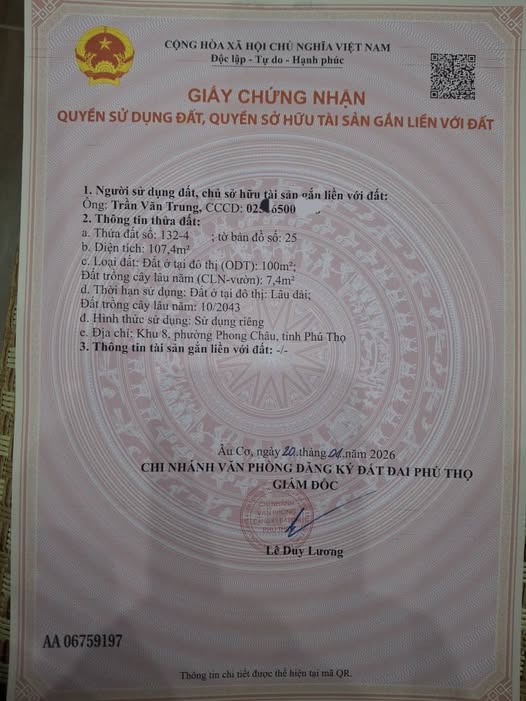 CỘNG HÒA XÃ HỘI CHỦ NGHĨA VIỆT NAM
Độc lập - Tự do - Hạnh phúc
GIẤY CHỨNG NHẬN
QUYỀN SỬ DỤNG ĐẤT, QUYỀN SỞ HỮU TÀI SẢN GẮN LIỀN VỚI ĐẤT
1. Người sử dụng đất, chủ sở hữu tài sản gắn liền với đất:
Ông: Trần Văn Trung, CCCD:
2. Thông tin thửa đất:
a. Thửa đất số: 132-4 ; tờ bản đồ số: 25
b. Diện tích: 107,4m²
c. Loại đất: Đất ở tại đô thị (ODT): 100m²;
Đất trồng cây lâu năm (CLN-vườn): 7,4m²
d. Thời hạn sử dụng: Đất ở tại đô thị: Lâu dài;
Đất trồng cây lâu năm: 10/2043
đ. Hình thức sử dụng: Sử dụng riêng
e. Địa chỉ: Khu 8, phường Phong Châu, tỉnh Phú Thọ
3. Thông tin tài sản gắn liền với đất: -/-
Âu Cơ, ngày 20 tháng 01 năm 2026
CHI NHÁNH VĂN PHÒNG ĐĂNG KÝ ĐẤT ĐAI PHÚ THỌ
GIÁM ĐỐC
CHI NHÁNH
VĂN PHÒNG
PHÚ THỌ
Lê Duy Lương
AA 06759197
Thông tin chi tiết được thể hiện tại mã QR.